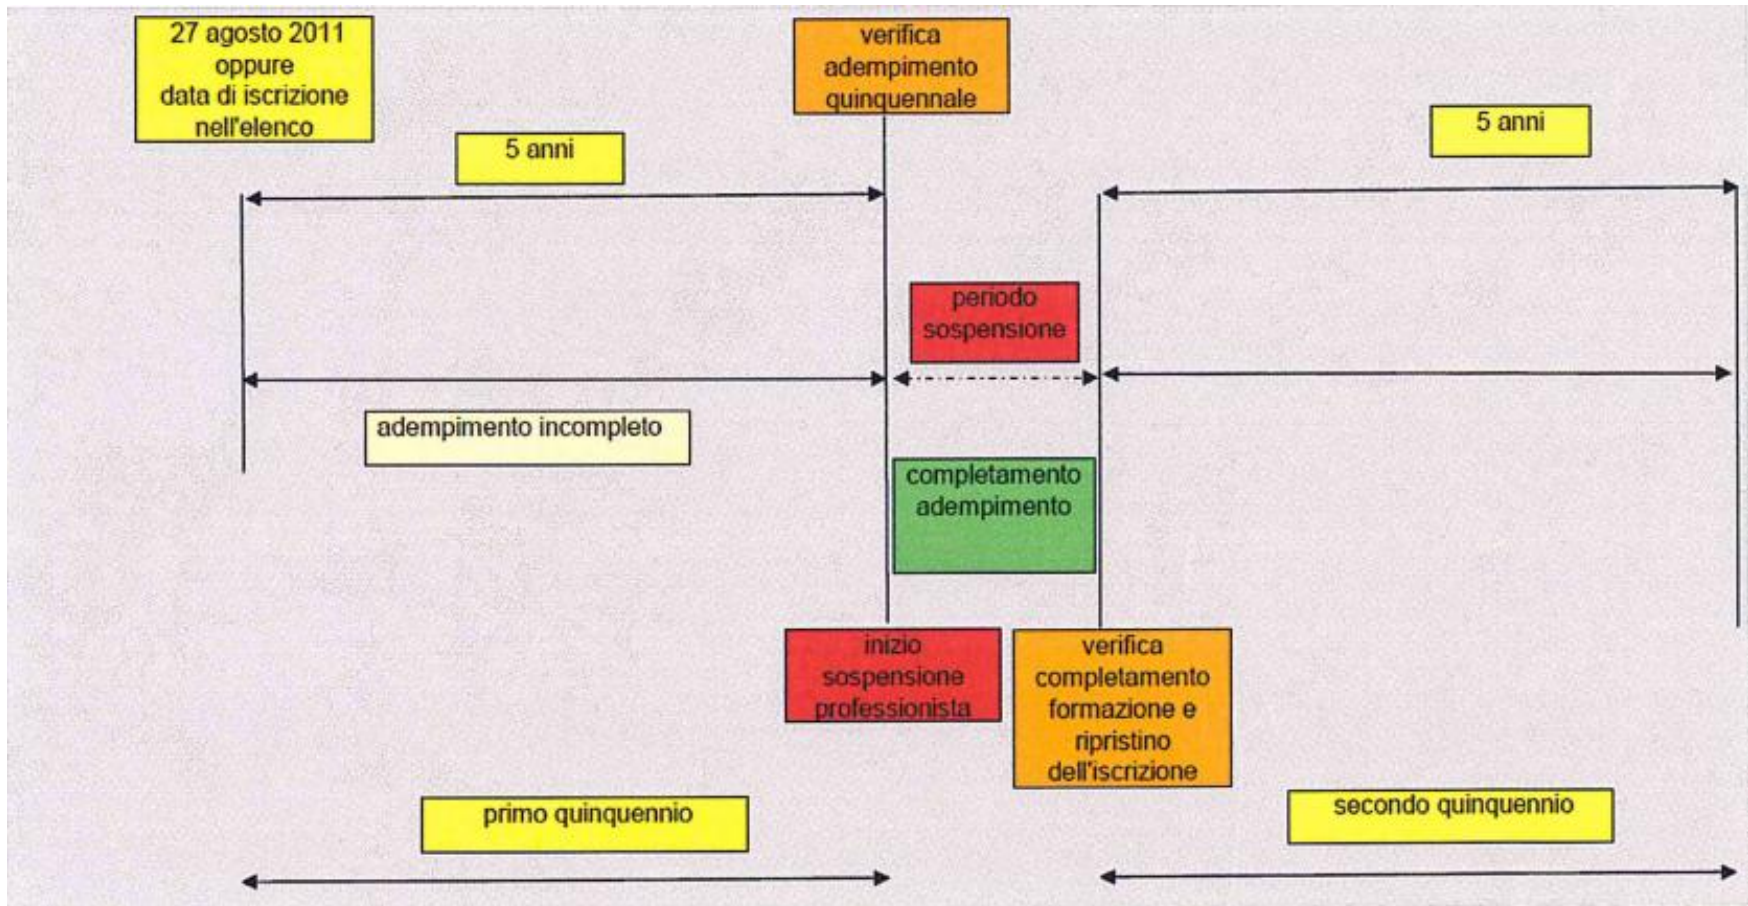 27 agosto 2011
oppure
data di iscrizione
nell'elenco
verifica
adempimento
quinquennale
5 anni
5 anni
periodo
sospensione
adempimento incompleto
completamento
adempimento
inizio
sospensione
professionista
verifica
completamento
formazione e
ripristino
dell'iscrizione
primo quinquennio
secondo quinquennio